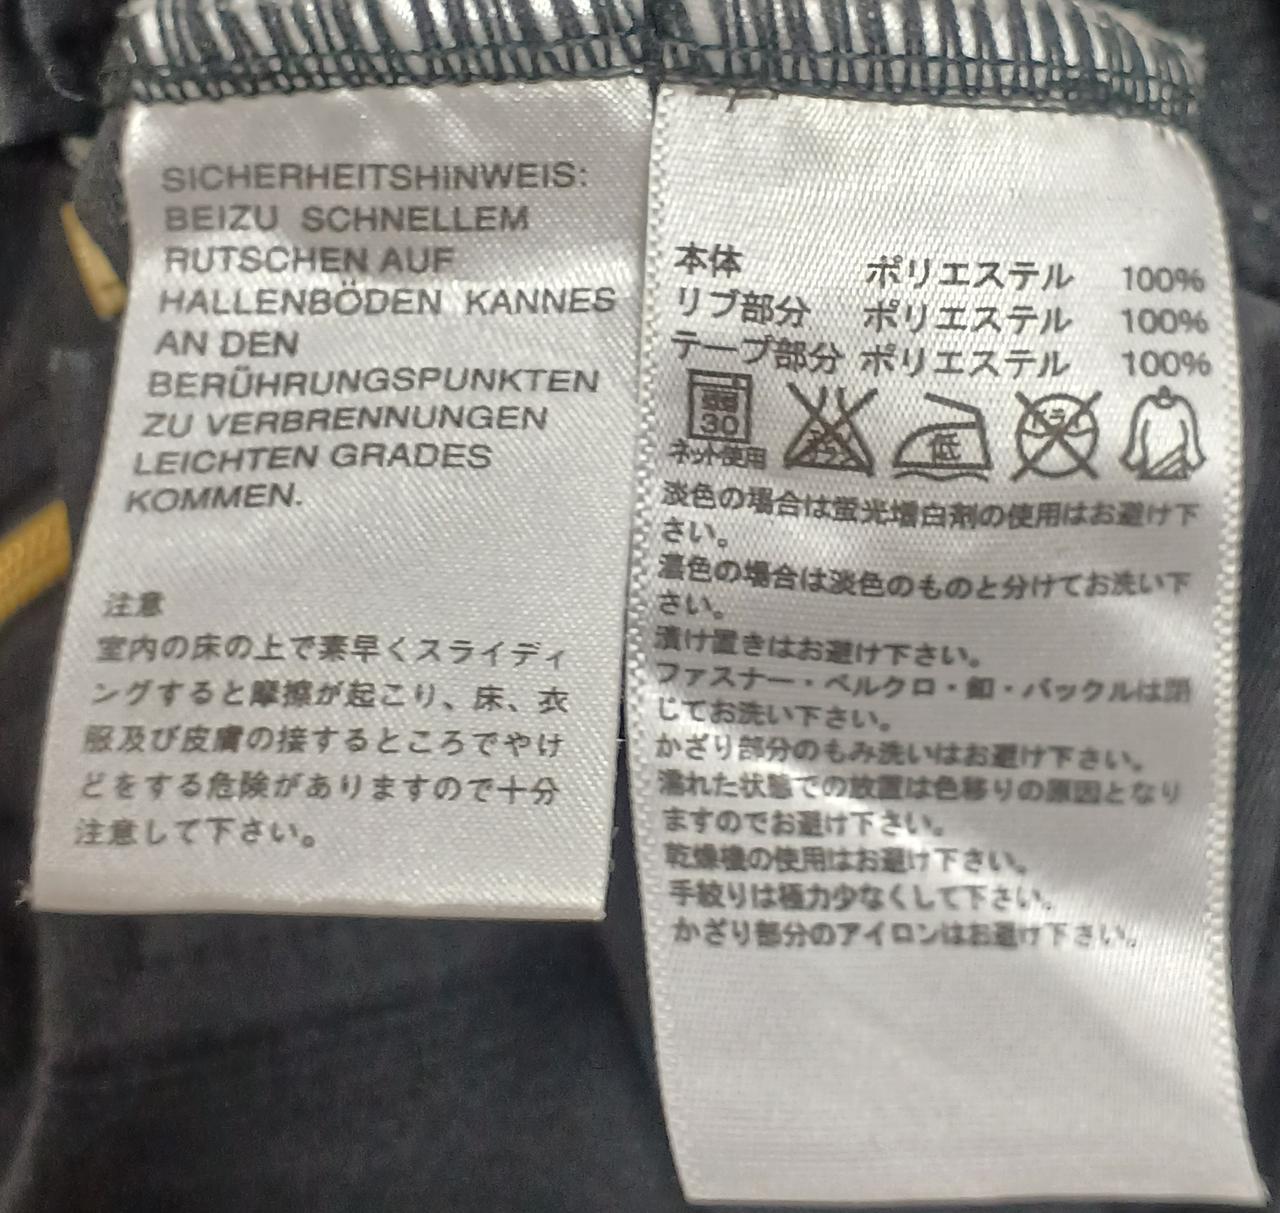 SICHERHEITSHINWEIS:
BEIZU SCHNELLEM
RUTSCHEN AUF
HALLENBÖDEN KANNES
AN DEN
BERÜHRUNGSPUNKTEN
ZU VERBRENNUNGEN
LEICHTEN GRADES
KOMMEN.
注意
室内の床の上で素早くスライディ
ングすると摩擦が起こり、床、衣
服及び皮膚の接するところでやけ
どをする危険がありますので十分
注意して下さい。
本体 ポリエステル 100%
リブ部分 ポリエステル 100%
テープ部分 ポリエステル 100%
弱 30 低
ネット使用
淡色の場合は蛍光増白剤の使用はお避け下
さい。
濃色の場合は淡色のものと分けてお洗い下
さい。
漬け置きはお避け下さい。
ファスナー・ベルクロ・釦・バックルは閉
じてお洗い下さい。
かざり部分のもみ洗いはお避け下さい。
濡れた状態での放置は色移りの原因となり
ますのでお避け下さい。
乾燥機の使用はお避け下さい。
手絞りは極力少なくして下さい。
かざり部分のアイロンはお避け下さい。